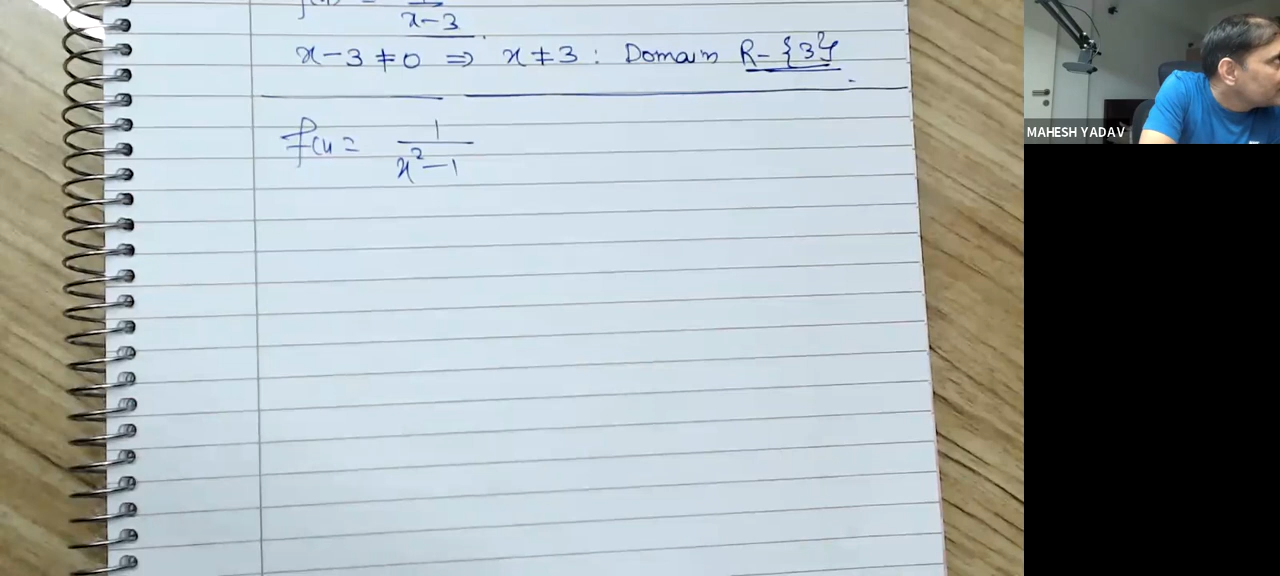 x-3
x-3 ≠ 0 ⇒ x ≠ 3 : Domain R-{3}.
f(x) = 1/(x²-1)
MAHESH YADAV